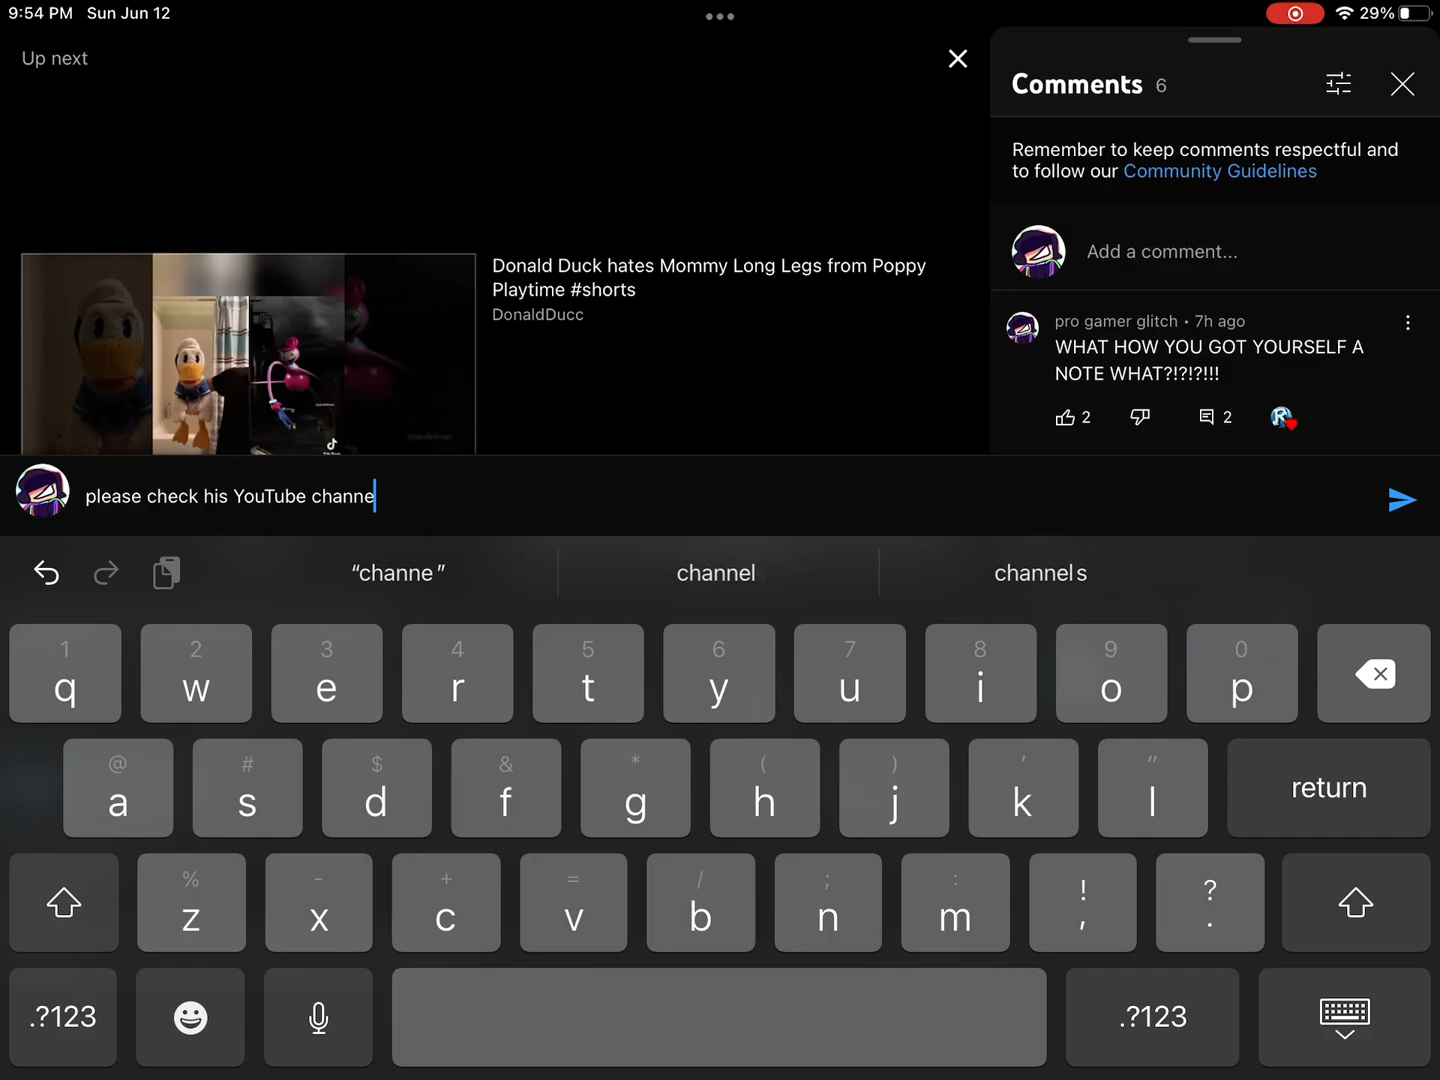 9:54 PM Sun Jun 12
29%
Up next
Comments 6
Remember to keep comments respectful and
to follow our Community Guidelines
Add a comment...
Donald Duck hates Mommy Long Legs from Poppy
Playtime #shorts
DonaldDucc
pro gamer glitch • 7h ago
WHAT HOW YOU GOT YOURSELF A
NOTE WHAT?!?!?!!!
2
2
please check his YouTube channe
“channe”
channel
channels
1 2 3 4 5 6 7 8 9 0
q w e r t y u i o p
@ # $ & * ( ) ' "
a s d f g h j k l return
% - + = / ; : ! ?
z x c v b n m , .
.?123 .?123